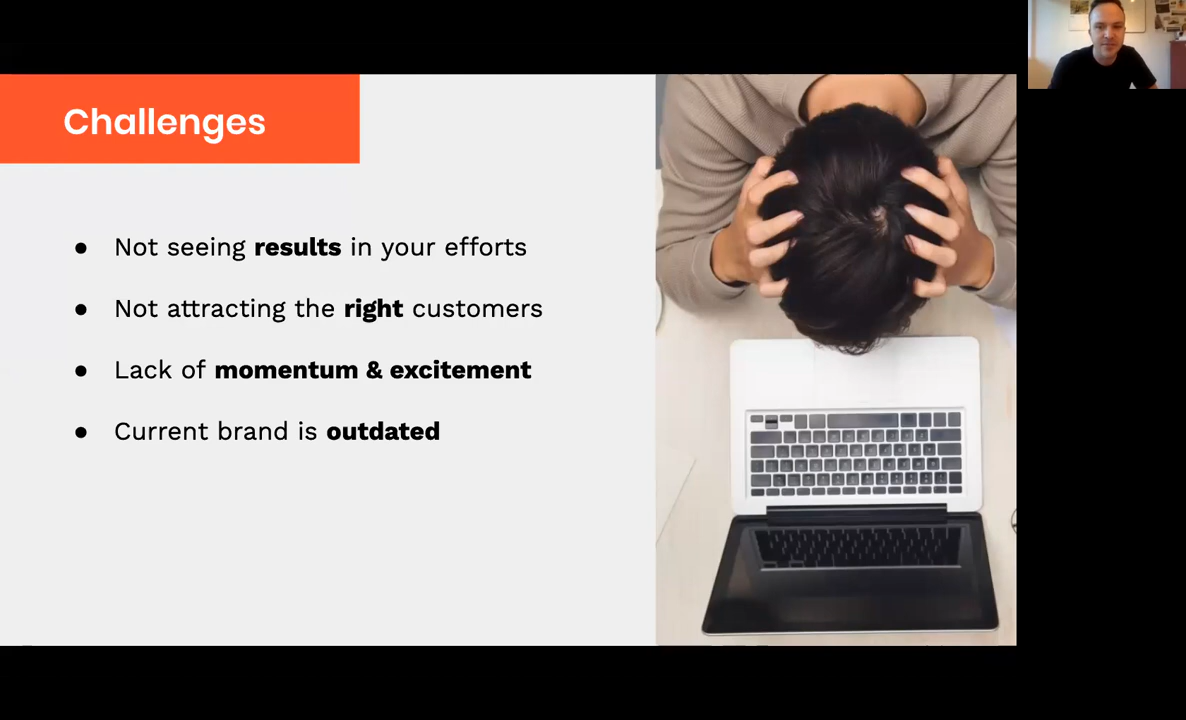 Challenges
● Not seeing results in your efforts
● Not attracting the right customers
● Lack of momentum & excitement
● Current brand is outdated